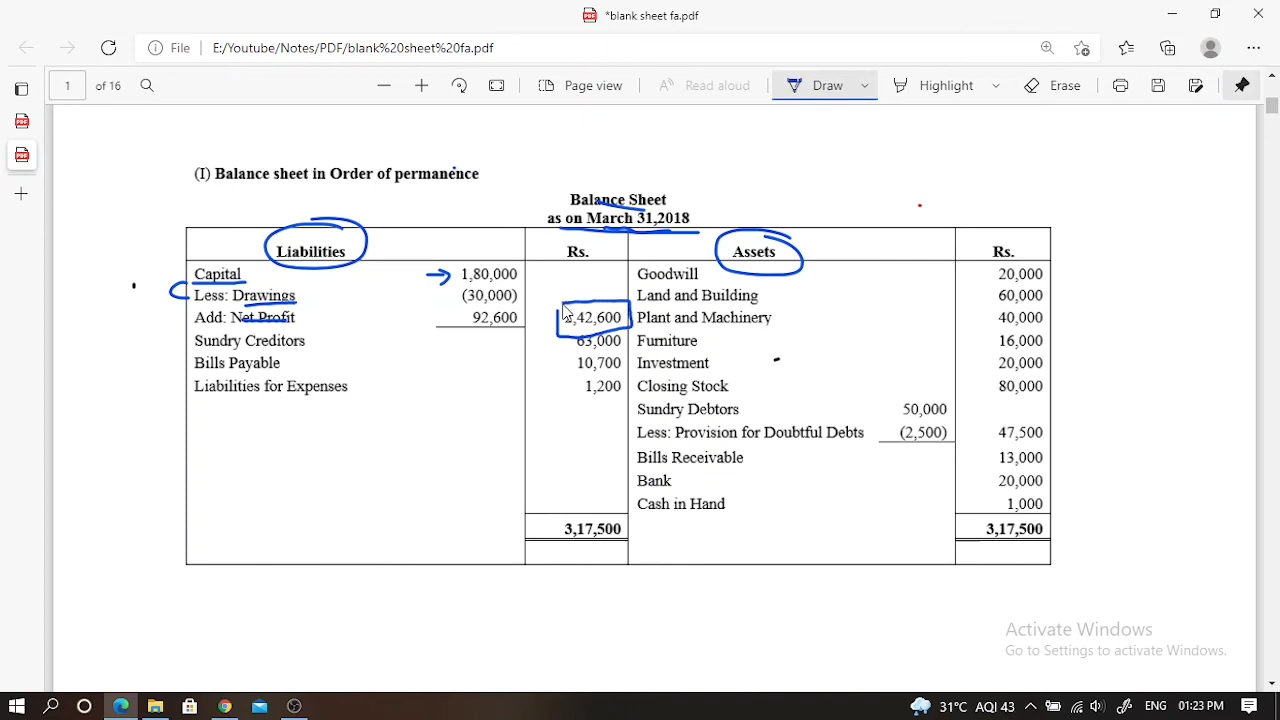 *blank sheet fa.pdf
File E:/Youtube/Notes/PDF/blank%20sheet%20fa.pdf
1 of 16 Page view Read aloud Draw Highlight Erase
(I) Balance sheet in Order of permanence
Balance Sheet
as on March 31,2018
Liabilities Rs. Assets Rs.
Capital 1,80,000 Goodwill 20,000
Less: Drawings (30,000) Land and Building 60,000
Add: Net Profit 92,600 ,42,600 Plant and Machinery 40,000
Sundry Creditors 63,000 Furniture 16,000
Bills Payable 10,700 Investment 20,000
Liabilities for Expenses 1,200 Closing Stock 80,000
Sundry Debtors 50,000
Less: Provision for Doubtful Debts (2,500) 47,500
Bills Receivable 13,000
Bank 20,000
Cash in Hand 1,000
3,17,500 3,17,500
Activate Windows
Go to Settings to activate Windows.
31°C AQI 43 ENG 01:23 PM